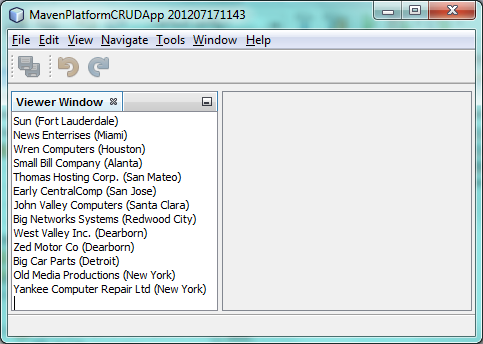 MavenPlatformCRUDApp 201207171143
File Edit View Navigate Tools Window Help
Viewer Window
Sun (Fort Lauderdale)
News Enterrises (Miami)
Wren Computers (Houston)
Small Bill Company (Alanta)
Thomas Hosting Corp. (San Mateo)
Early CentralComp (San Jose)
John Valley Computers (Santa Clara)
Big Networks Systems (Redwood City)
West Valley Inc. (Dearborn)
Zed Motor Co (Dearborn)
Big Car Parts (Detroit)
Old Media Productions (New York)
Yankee Computer Repair Ltd (New York)